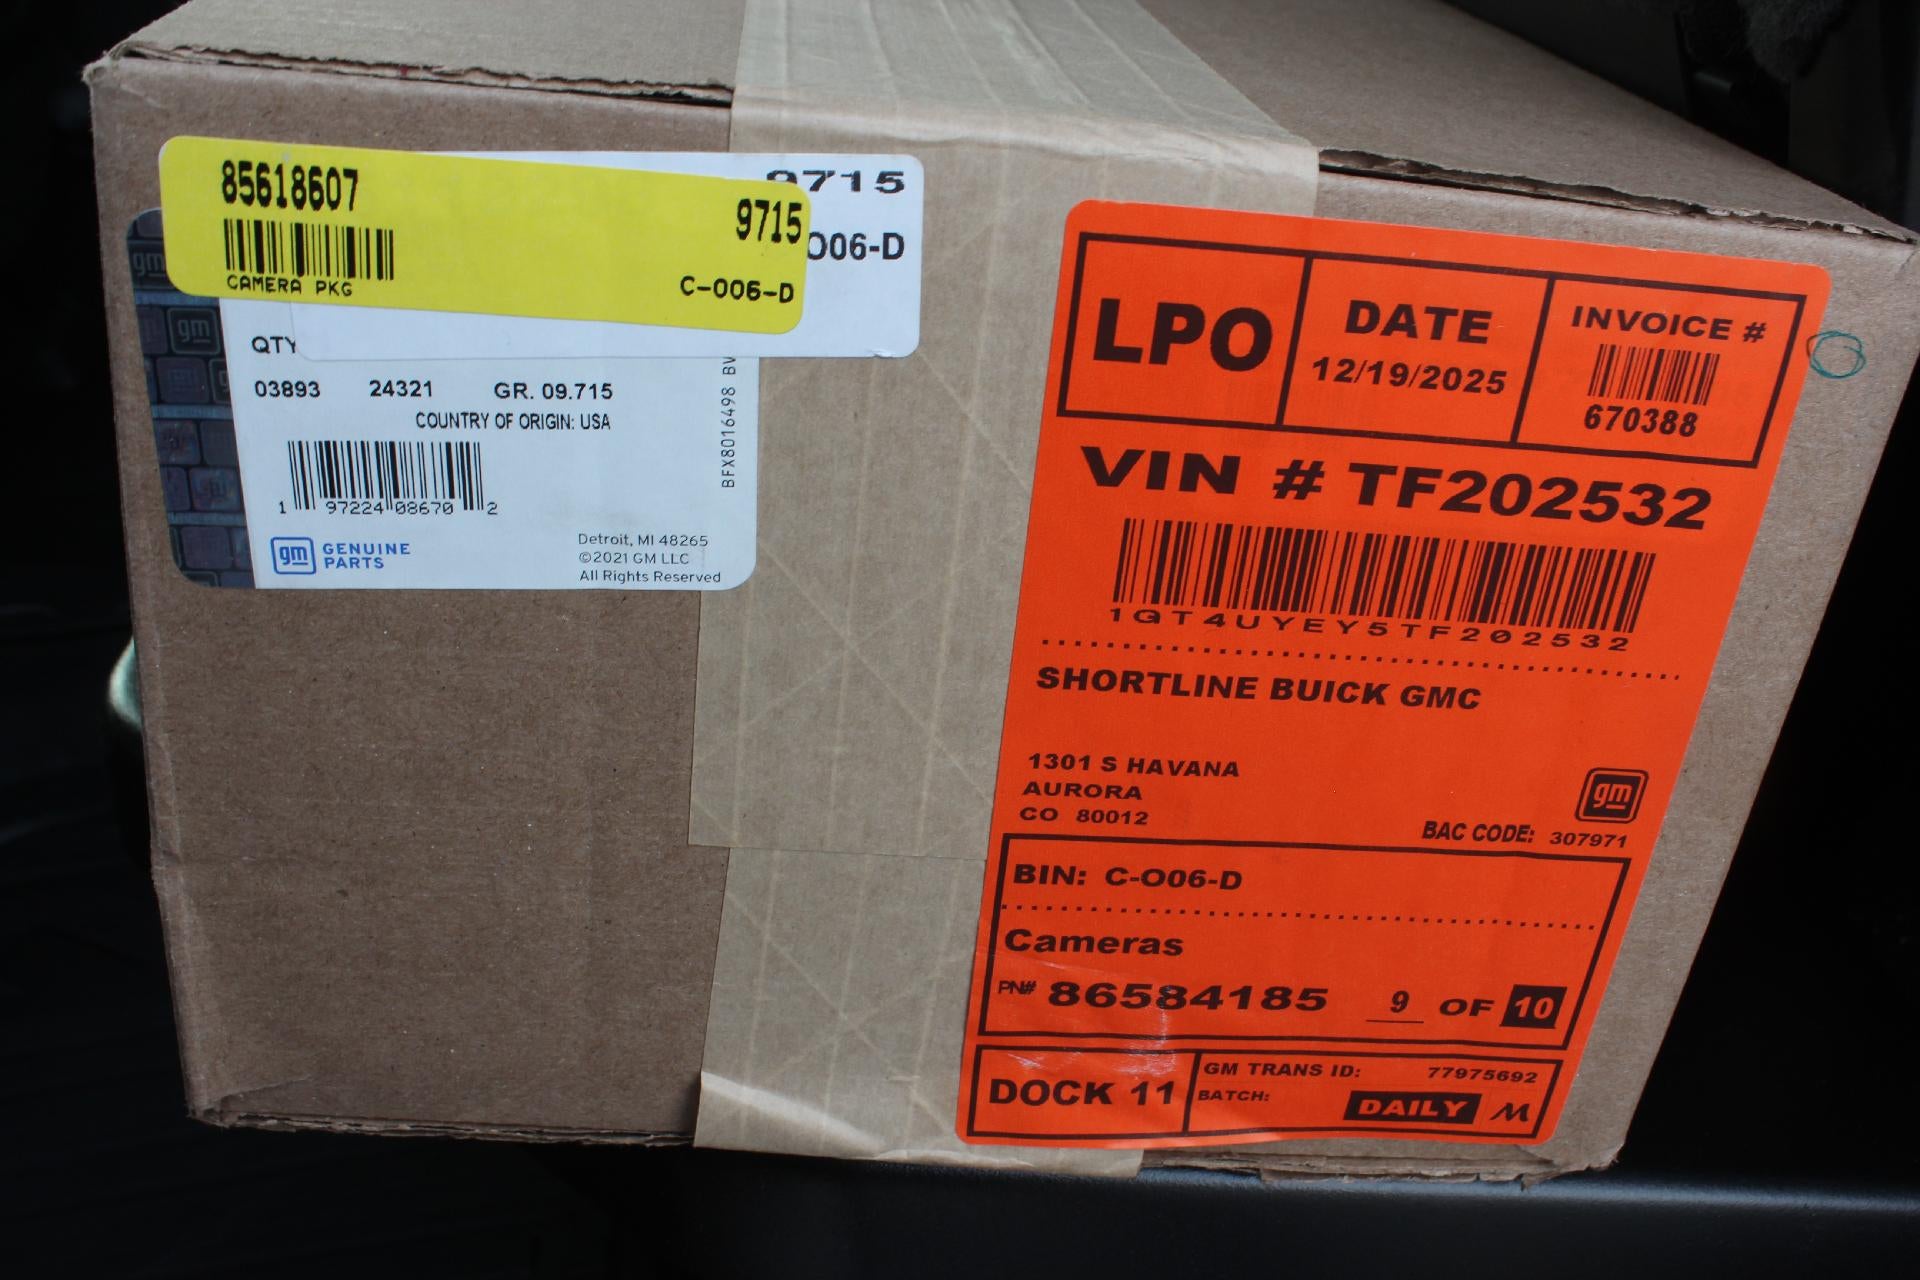 85618607
9715
CAMERA PKG
C-006-D
9715
O06-D
QTY
03893 24321 GR. 09.715
COUNTRY OF ORIGIN: USA
1 97224 08670 2
gm GENUINE PARTS
Detroit, MI 48265
©2021 GM LLC
All Rights Reserved
BFX8016498 BV
gm
gm
LPO
DATE
12/19/2025
INVOICE #
670388
VIN # TF202532
1GT4UYEY5TF202532
SHORTLINE BUICK GMC
1301 S HAVANA
AURORA
CO 80012
gm
BAC CODE: 307971
BIN: C-O06-D
Cameras
PN# 86584185 9 OF 10
DOCK 11
GM TRANS ID: 77975692
BATCH: DAILY M